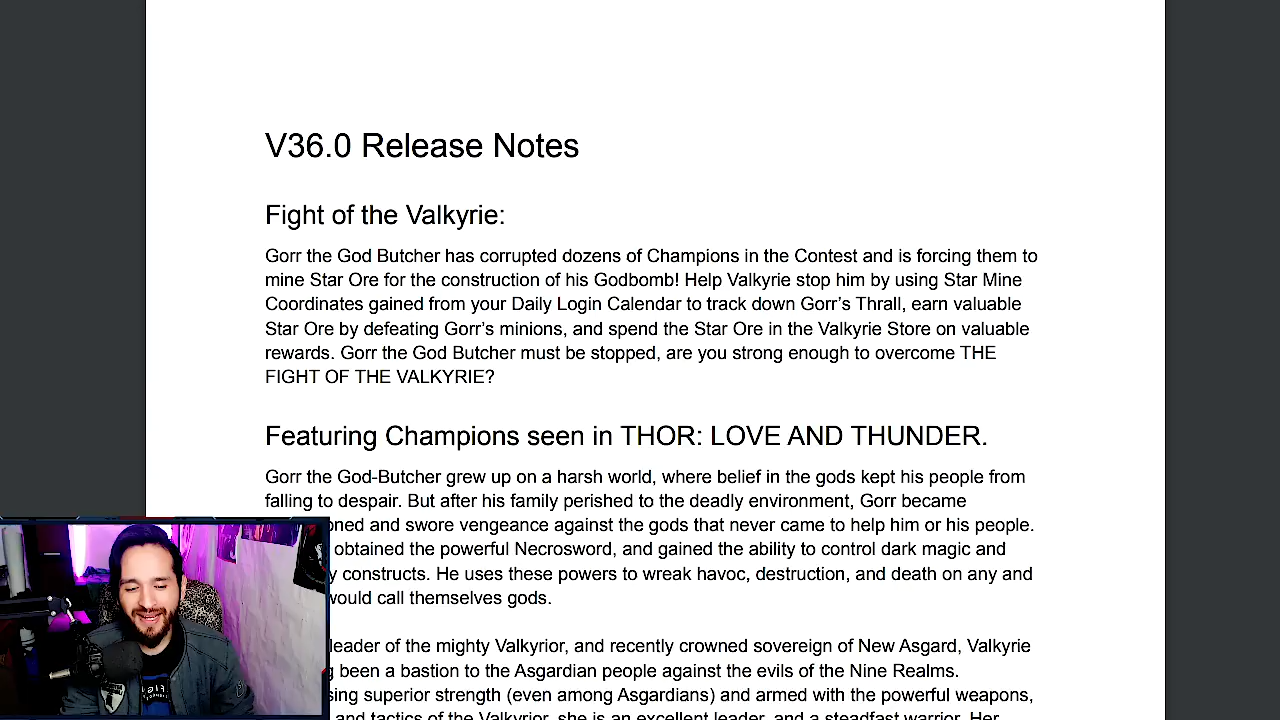 V36.0 Release Notes
Fight of the Valkyrie:
Gorr the God Butcher has corrupted dozens of Champions in the Contest and is forcing them to
mine Star Ore for the construction of his Godbomb! Help Valkyrie stop him by using Star Mine
Coordinates gained from your Daily Login Calendar to track down Gorr's Thrall, earn valuable
Star Ore by defeating Gorr's minions, and spend the Star Ore in the Valkyrie Store on valuable
rewards. Gorr the God Butcher must be stopped, are you strong enough to overcome THE
FIGHT OF THE VALKYRIE?
Featuring Champions seen in THOR: LOVE AND THUNDER.
Gorr the God-Butcher grew up on a harsh world, where belief in the gods kept his people from
falling to despair. But after his family perished to the deadly environment, Gorr became
oned and swore vengeance against the gods that never came to help him or his people.
obtained the powerful Necrosword, and gained the ability to control dark magic and
y constructs. He uses these powers to wreak havoc, destruction, and death on any and
would call themselves gods.
leader of the mighty Valkyrior, and recently crowned sovereign of New Asgard, Valkyrie
g been a bastion to the Asgardian people against the evils of the Nine Realms.
sing superior strength (even among Asgardians) and armed with the powerful weapons,
and tactics of the Valkyrior, she is an excellent leader, and a steadfast warrior. Her